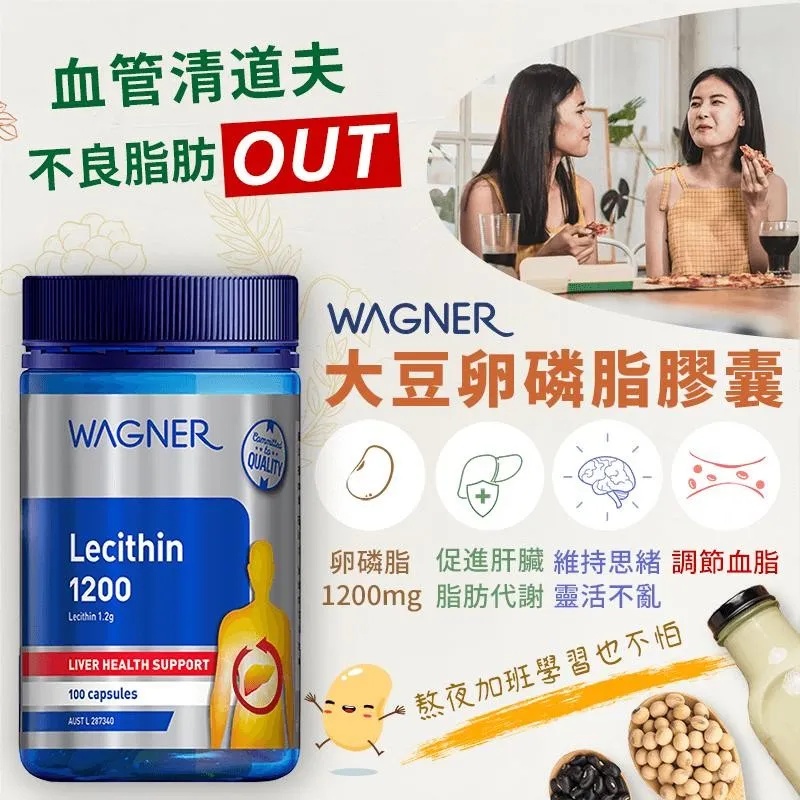 血管清道夫
不良脂肪 OUT
WAGNER
大豆卵磷脂膠囊
卵磷脂
1200mg
促進肝臟
脂肪代謝
維持思緒
靈活不亂
調節血脂
熬夜加班學習也不怕
WAGNER
Committed
to
QUALITY
Lecithin
1200
Lecithin 1.2g
LIVER HEALTH SUPPORT
100 capsules
AUST L 287340